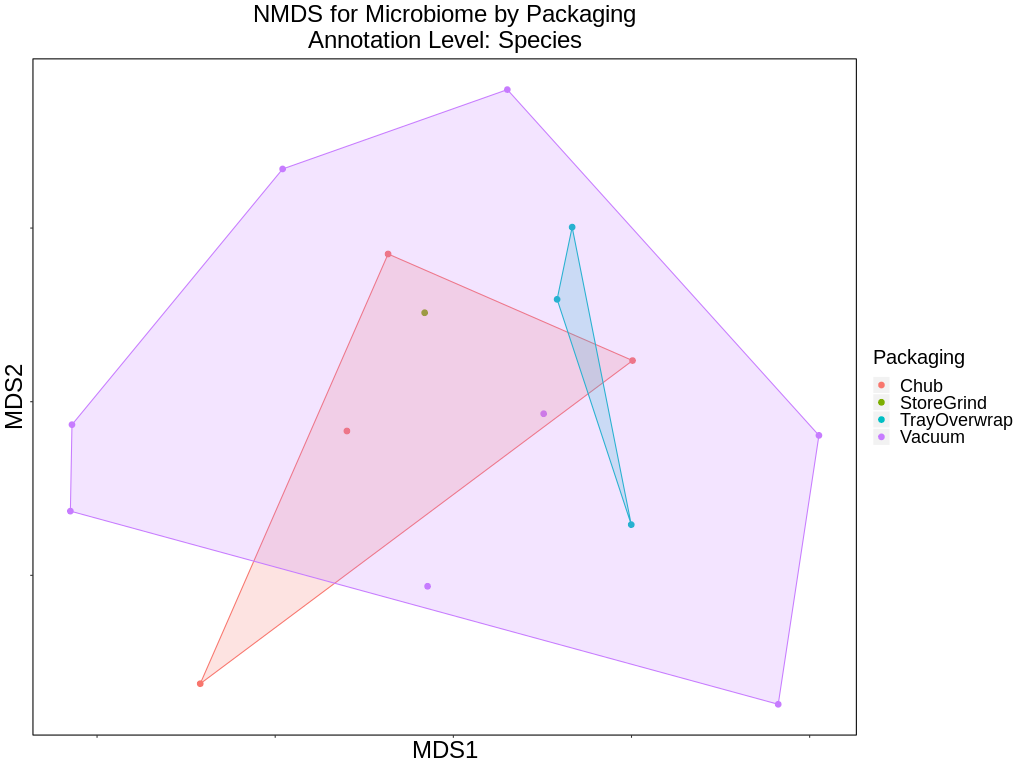 NMDS for Microbiome by Packaging
Annotation Level: Species
MDS2
MDS1
Packaging
Chub
StoreGrind
TrayOverwrap
Vacuum